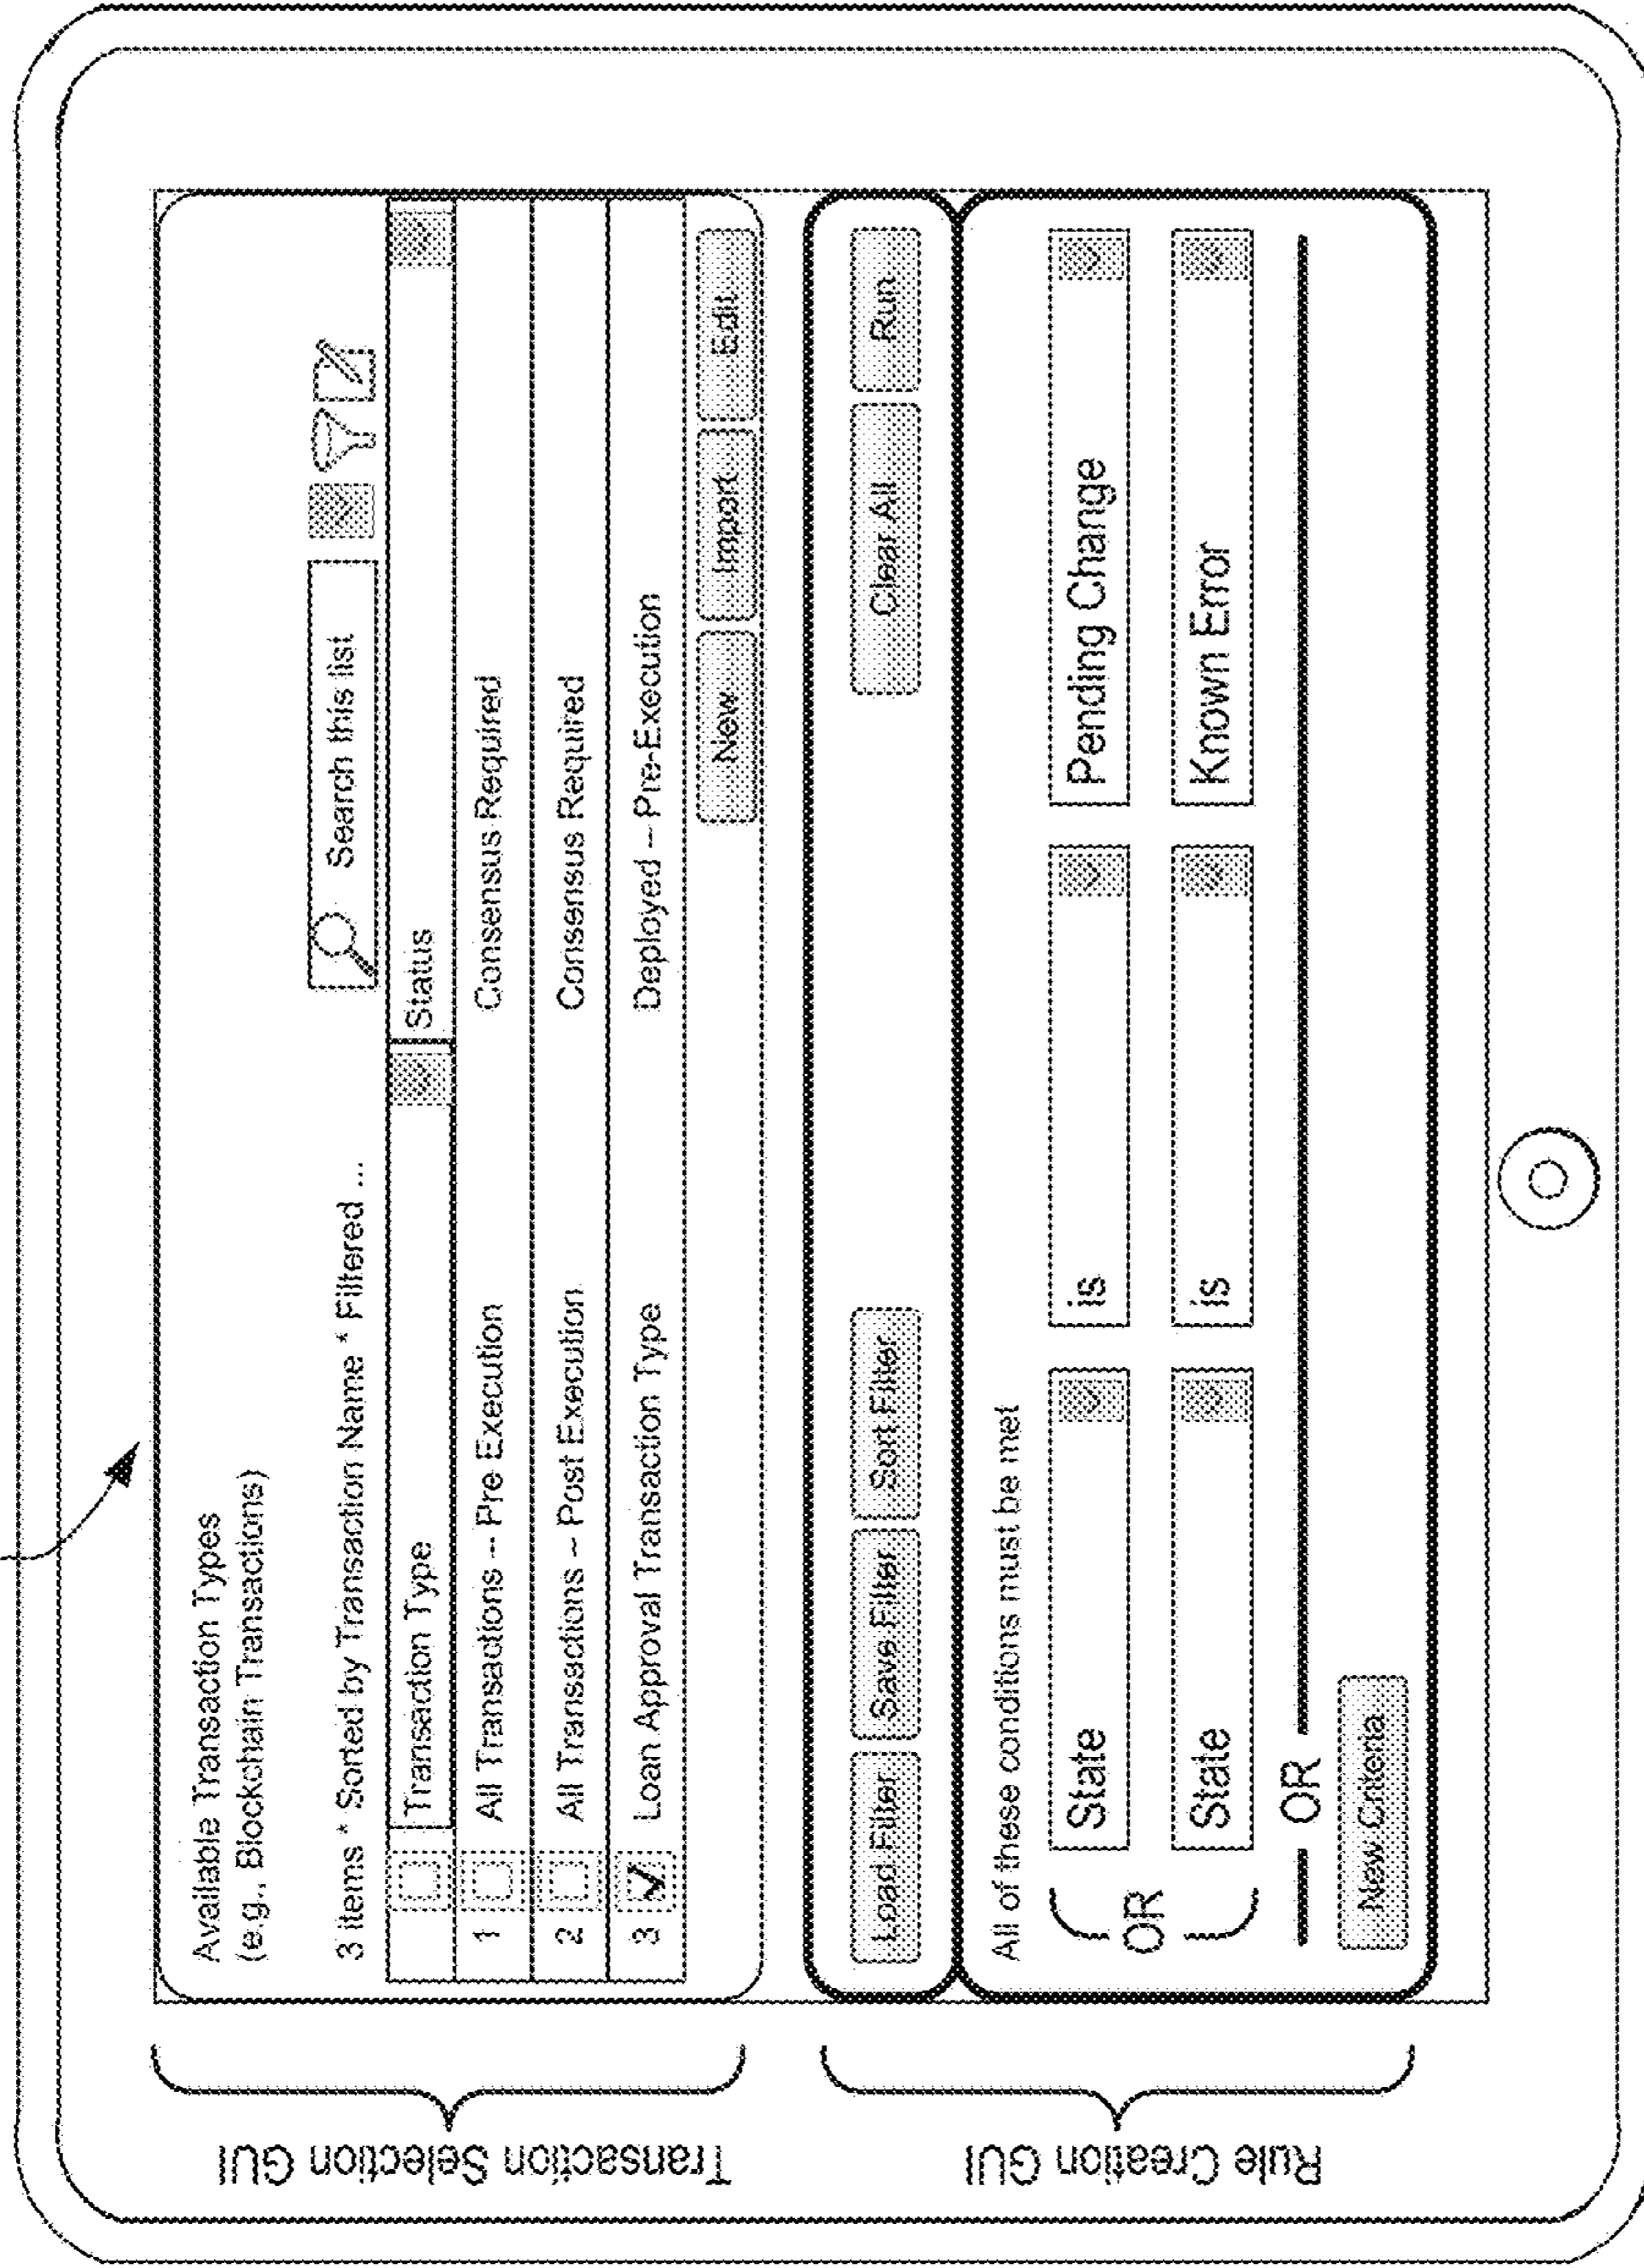 Transaction Selection GUI
Available Transaction Types
(e.g., Blockchain Transactions)
3 items * Sorted by Transaction Name * Filtered ...
Search this list
Transaction Type Status
1 All Transactions -- Pre Execution Consensus Required
2 All Transactions -- Post Execution Consensus Required
3 Loan Approval Transaction Type Deployed -- Pre-Execution
New Import Edit
Rule Creation GUI
Load Filter Save Filter Sort Filter Clear All Run
All of these conditions must be met
State is Pending Change
OR
State is Known Error
OR
New Criteria